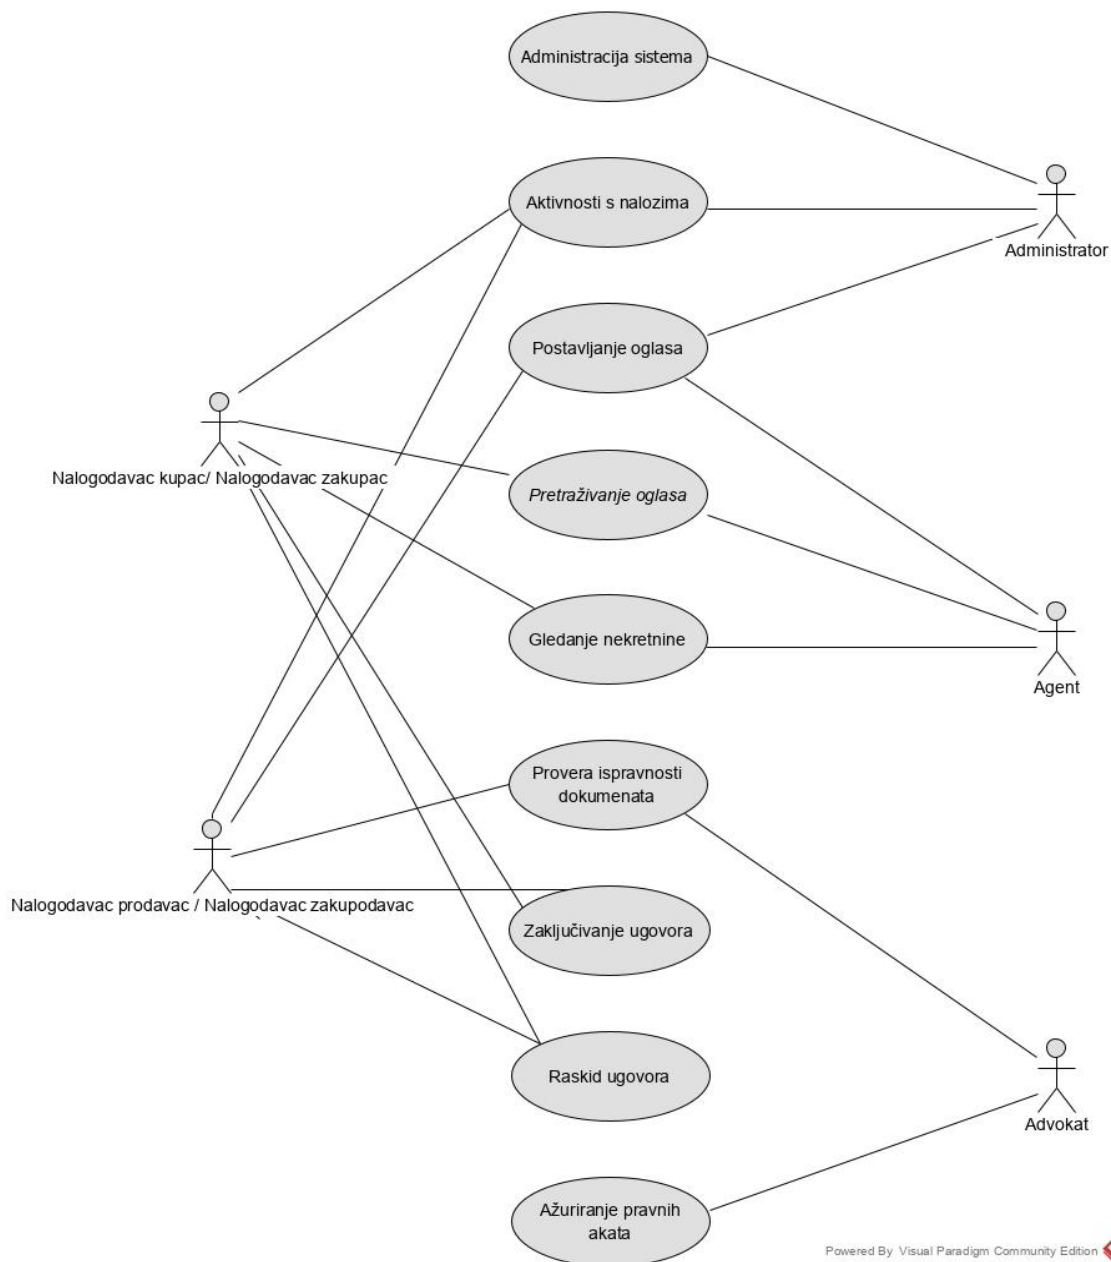 Administracija sistema
Aktivnosti s nalozima
Administrator
Postavljanje oglasa
Nalogodavac kupac/ Nalogodavac zakupac
Pretraživanje oglasa
Gledanje nekretnine
Agent
Provera ispravnosti
dokumenata
Nalogodavac prodavac / Nalogodavac zakupodavac
Zaključivanje ugovora
Raskid ugovora
Advokat
Ažuriranje pravnih
akata
Powered By Visual Paradigm Community Edition